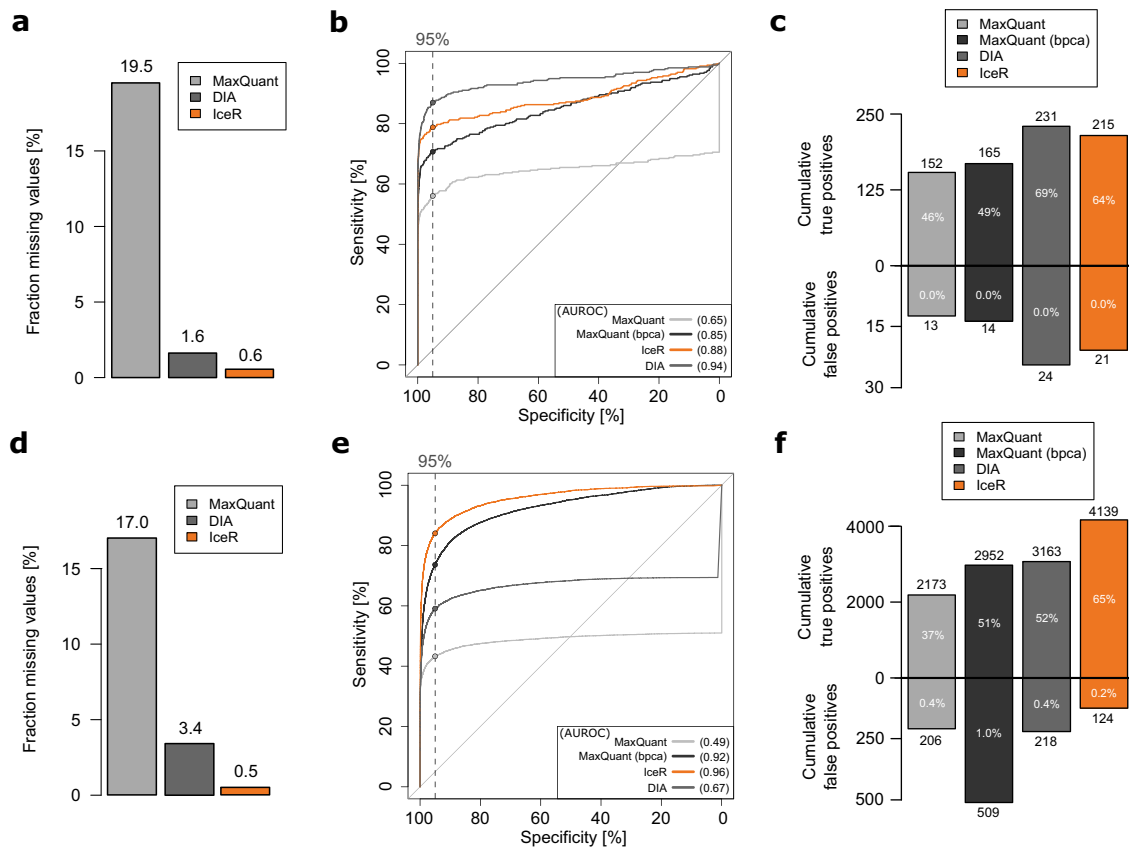 a
Fraction missing values [%]
0
5
10
15
19.5
1.6
0.6
MaxQuant
DIA
IceR
b
95%
Sensitivity [%]
0
20
40
60
80
100
100
80
60
40
20
0
Specificity [%]
(AUROC)
MaxQuant (0.65)
MaxQuant (bpca) (0.85)
IceR (0.88)
DIA (0.94)
c
MaxQuant
MaxQuant (bpca)
DIA
IceR
Cumulative
true positives
Cumulative
false positives
250
125
0
15
30
152
165
231
215
46%
49%
69%
64%
0.0%
0.0%
0.0%
0.0%
13
14
24
21
d
Fraction missing values [%]
0
5
10
15
17.0
3.4
0.5
MaxQuant
DIA
IceR
e
95%
Sensitivity [%]
0
20
40
60
80
100
100
80
60
40
20
0
Specificity [%]
(AUROC)
MaxQuant (0.49)
MaxQuant (bpca) (0.92)
IceR (0.96)
DIA (0.67)
f
MaxQuant
MaxQuant (bpca)
DIA
IceR
Cumulative
true positives
Cumulative
false positives
4000
2000
0
250
500
2173
2952
3163
4139
37%
51%
52%
65%
0.4%
1.0%
0.4%
0.2%
206
509
218
124